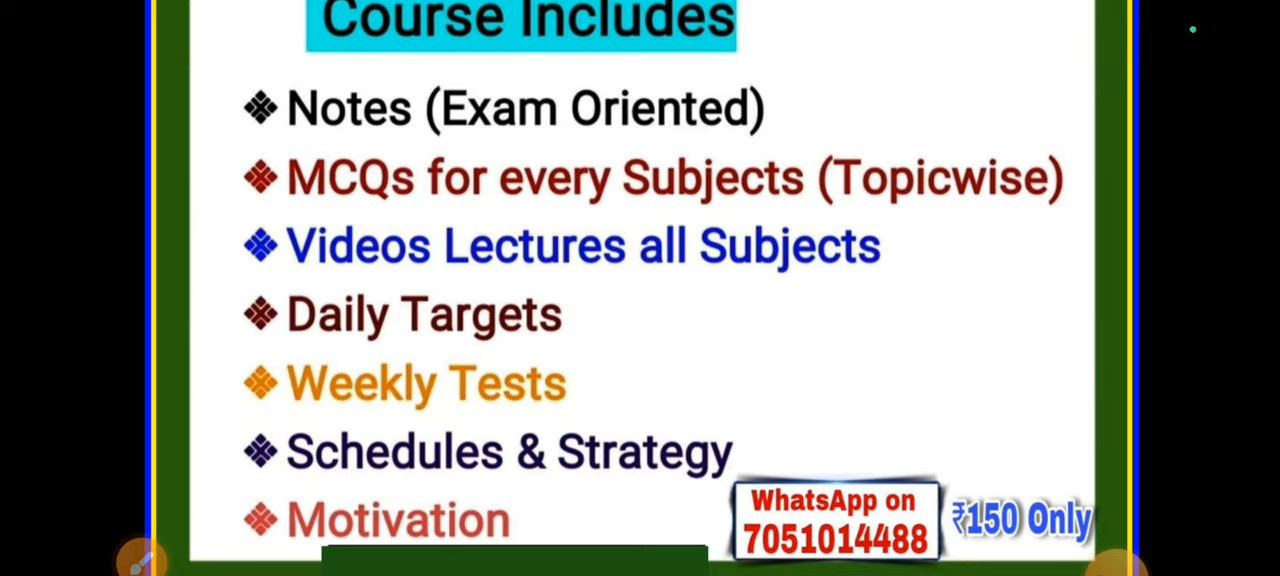 Course Includes
❖ Notes (Exam Oriented)
❖ MCQs for every Subjects (Topicwise)
❖ Videos Lectures all Subjects
❖ Daily Targets
❖ Weekly Tests
❖ Schedules & Strategy
❖ Motivation
WhatsApp on
7051014488
₹150 Only